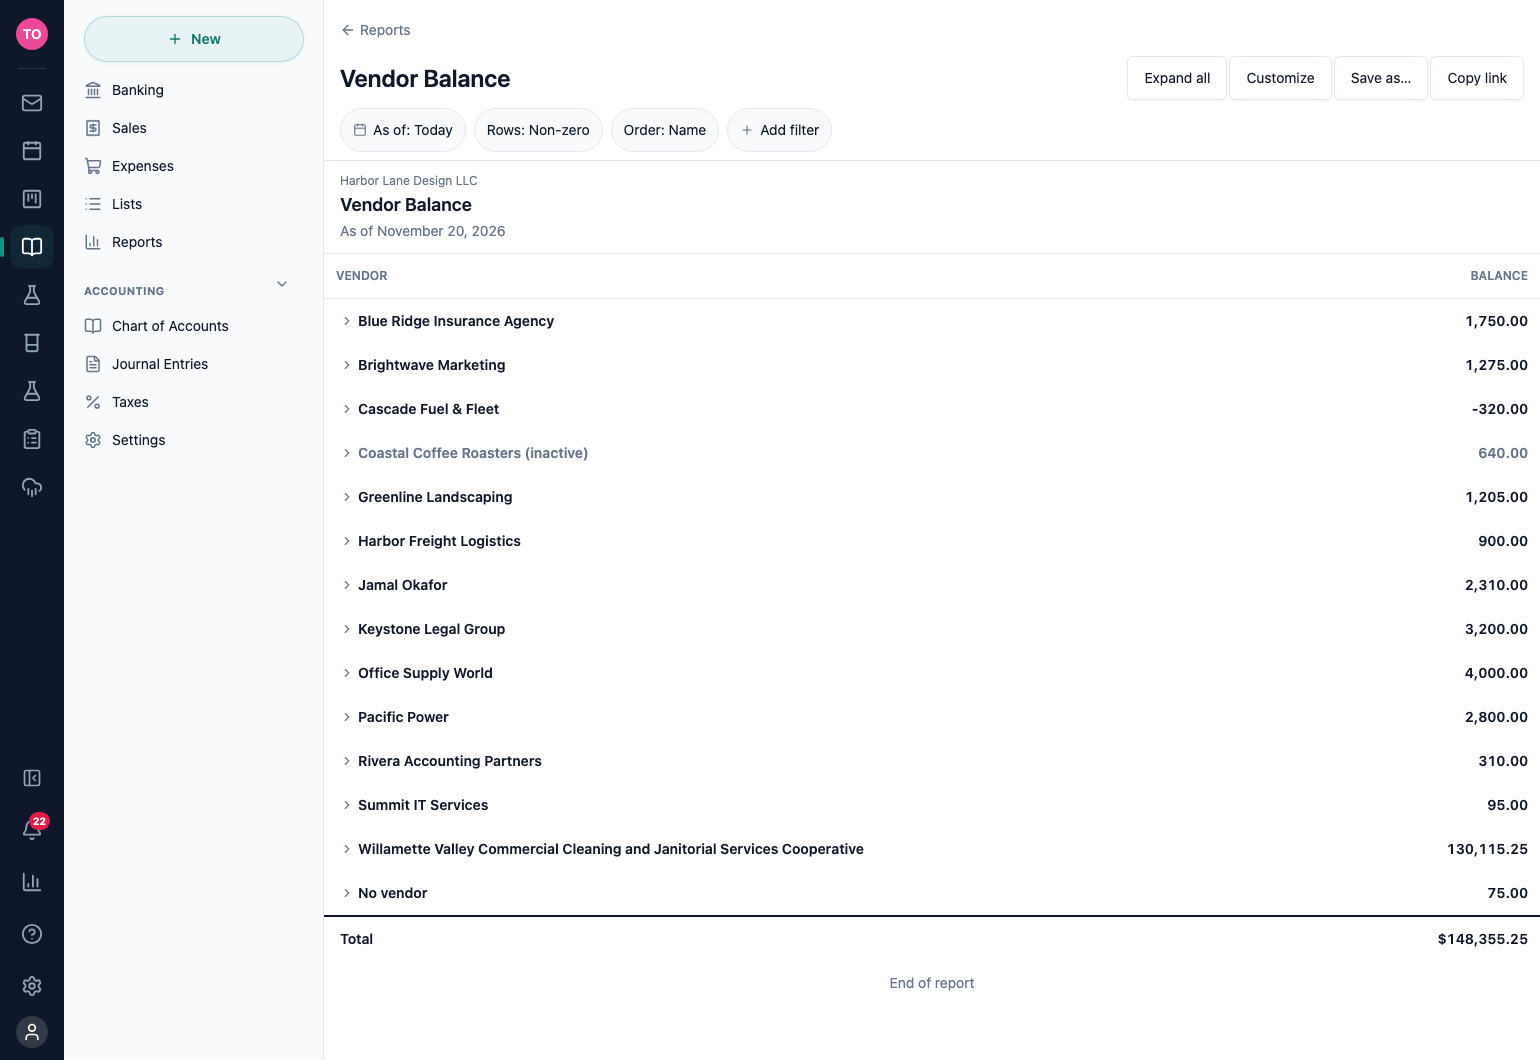 TO
New
Banking
Sales
Expenses
Lists
Reports
ACCOUNTING
Chart of Accounts
Journal Entries
Taxes
Settings
22
Reports
Vendor Balance
Expand all
Customize
Save as...
Copy link
As of: Today
Rows: Non-zero
Order: Name
Add filter
Harbor Lane Design LLC
Vendor Balance
As of November 20, 2026
VENDOR BALANCE
Blue Ridge Insurance Agency 1,750.00
Brightwave Marketing 1,275.00
Cascade Fuel & Fleet -320.00
Coastal Coffee Roasters (inactive) 640.00
Greenline Landscaping 1,205.00
Harbor Freight Logistics 900.00
Jamal Okafor 2,310.00
Keystone Legal Group 3,200.00
Office Supply World 4,000.00
Pacific Power 2,800.00
Rivera Accounting Partners 310.00
Summit IT Services 95.00
Willamette Valley Commercial Cleaning and Janitorial Services Cooperative 130,115.25
No vendor 75.00
Total $148,355.25
End of report